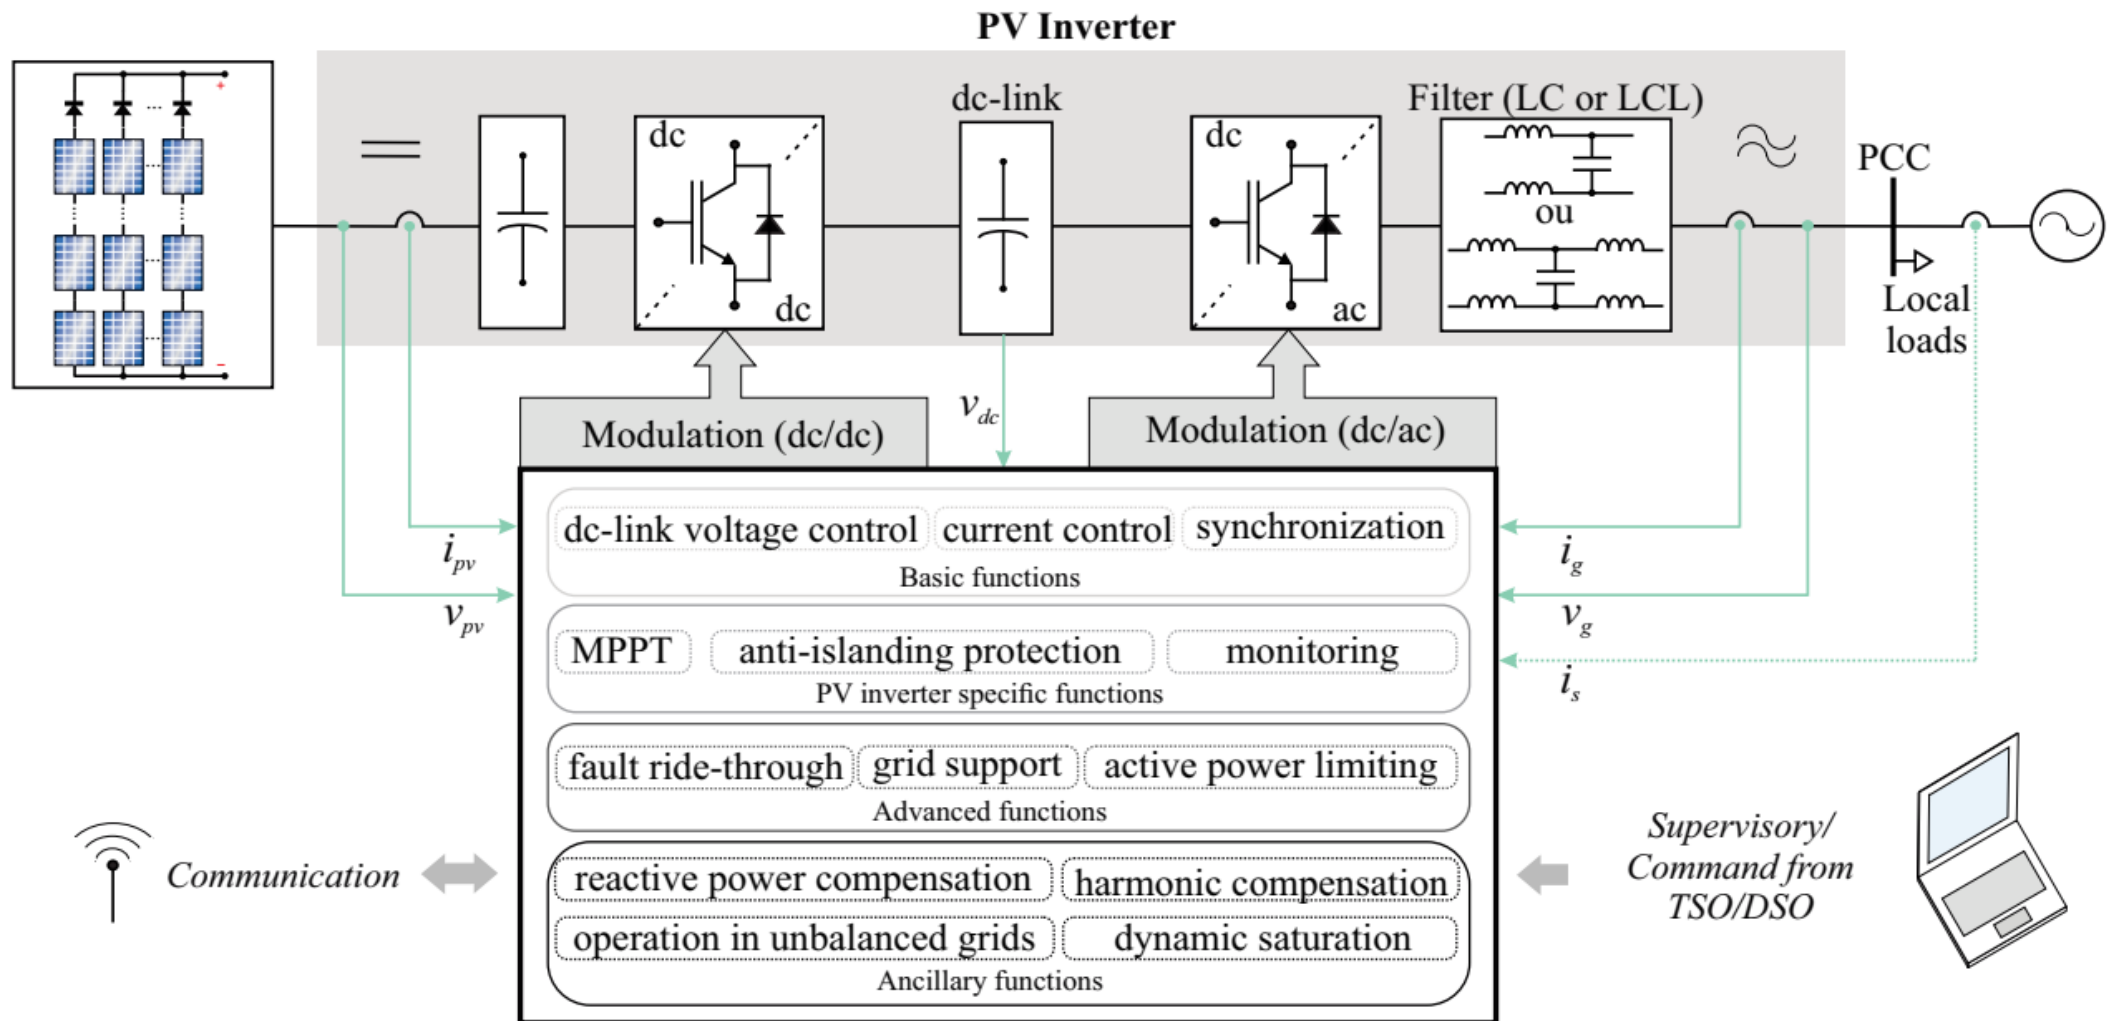 PV Inverter
dc-link
Filter (LC or LCL)
+
dc
dc
dc
ac
ou
PCC
Local
loads
−
Modulation (dc/dc)
v_dc
Modulation (dc/ac)
dc-link voltage control
current control
synchronization
Basic functions
i_pv
v_pv
i_g
v_g
i_s
MPPT
anti-islanding protection
monitoring
PV inverter specific functions
fault ride-through
grid support
active power limiting
Advanced functions
Communication
reactive power compensation
harmonic compensation
operation in unbalanced grids
dynamic saturation
Ancillary functions
Supervisory/
Command from
TSO/DSO